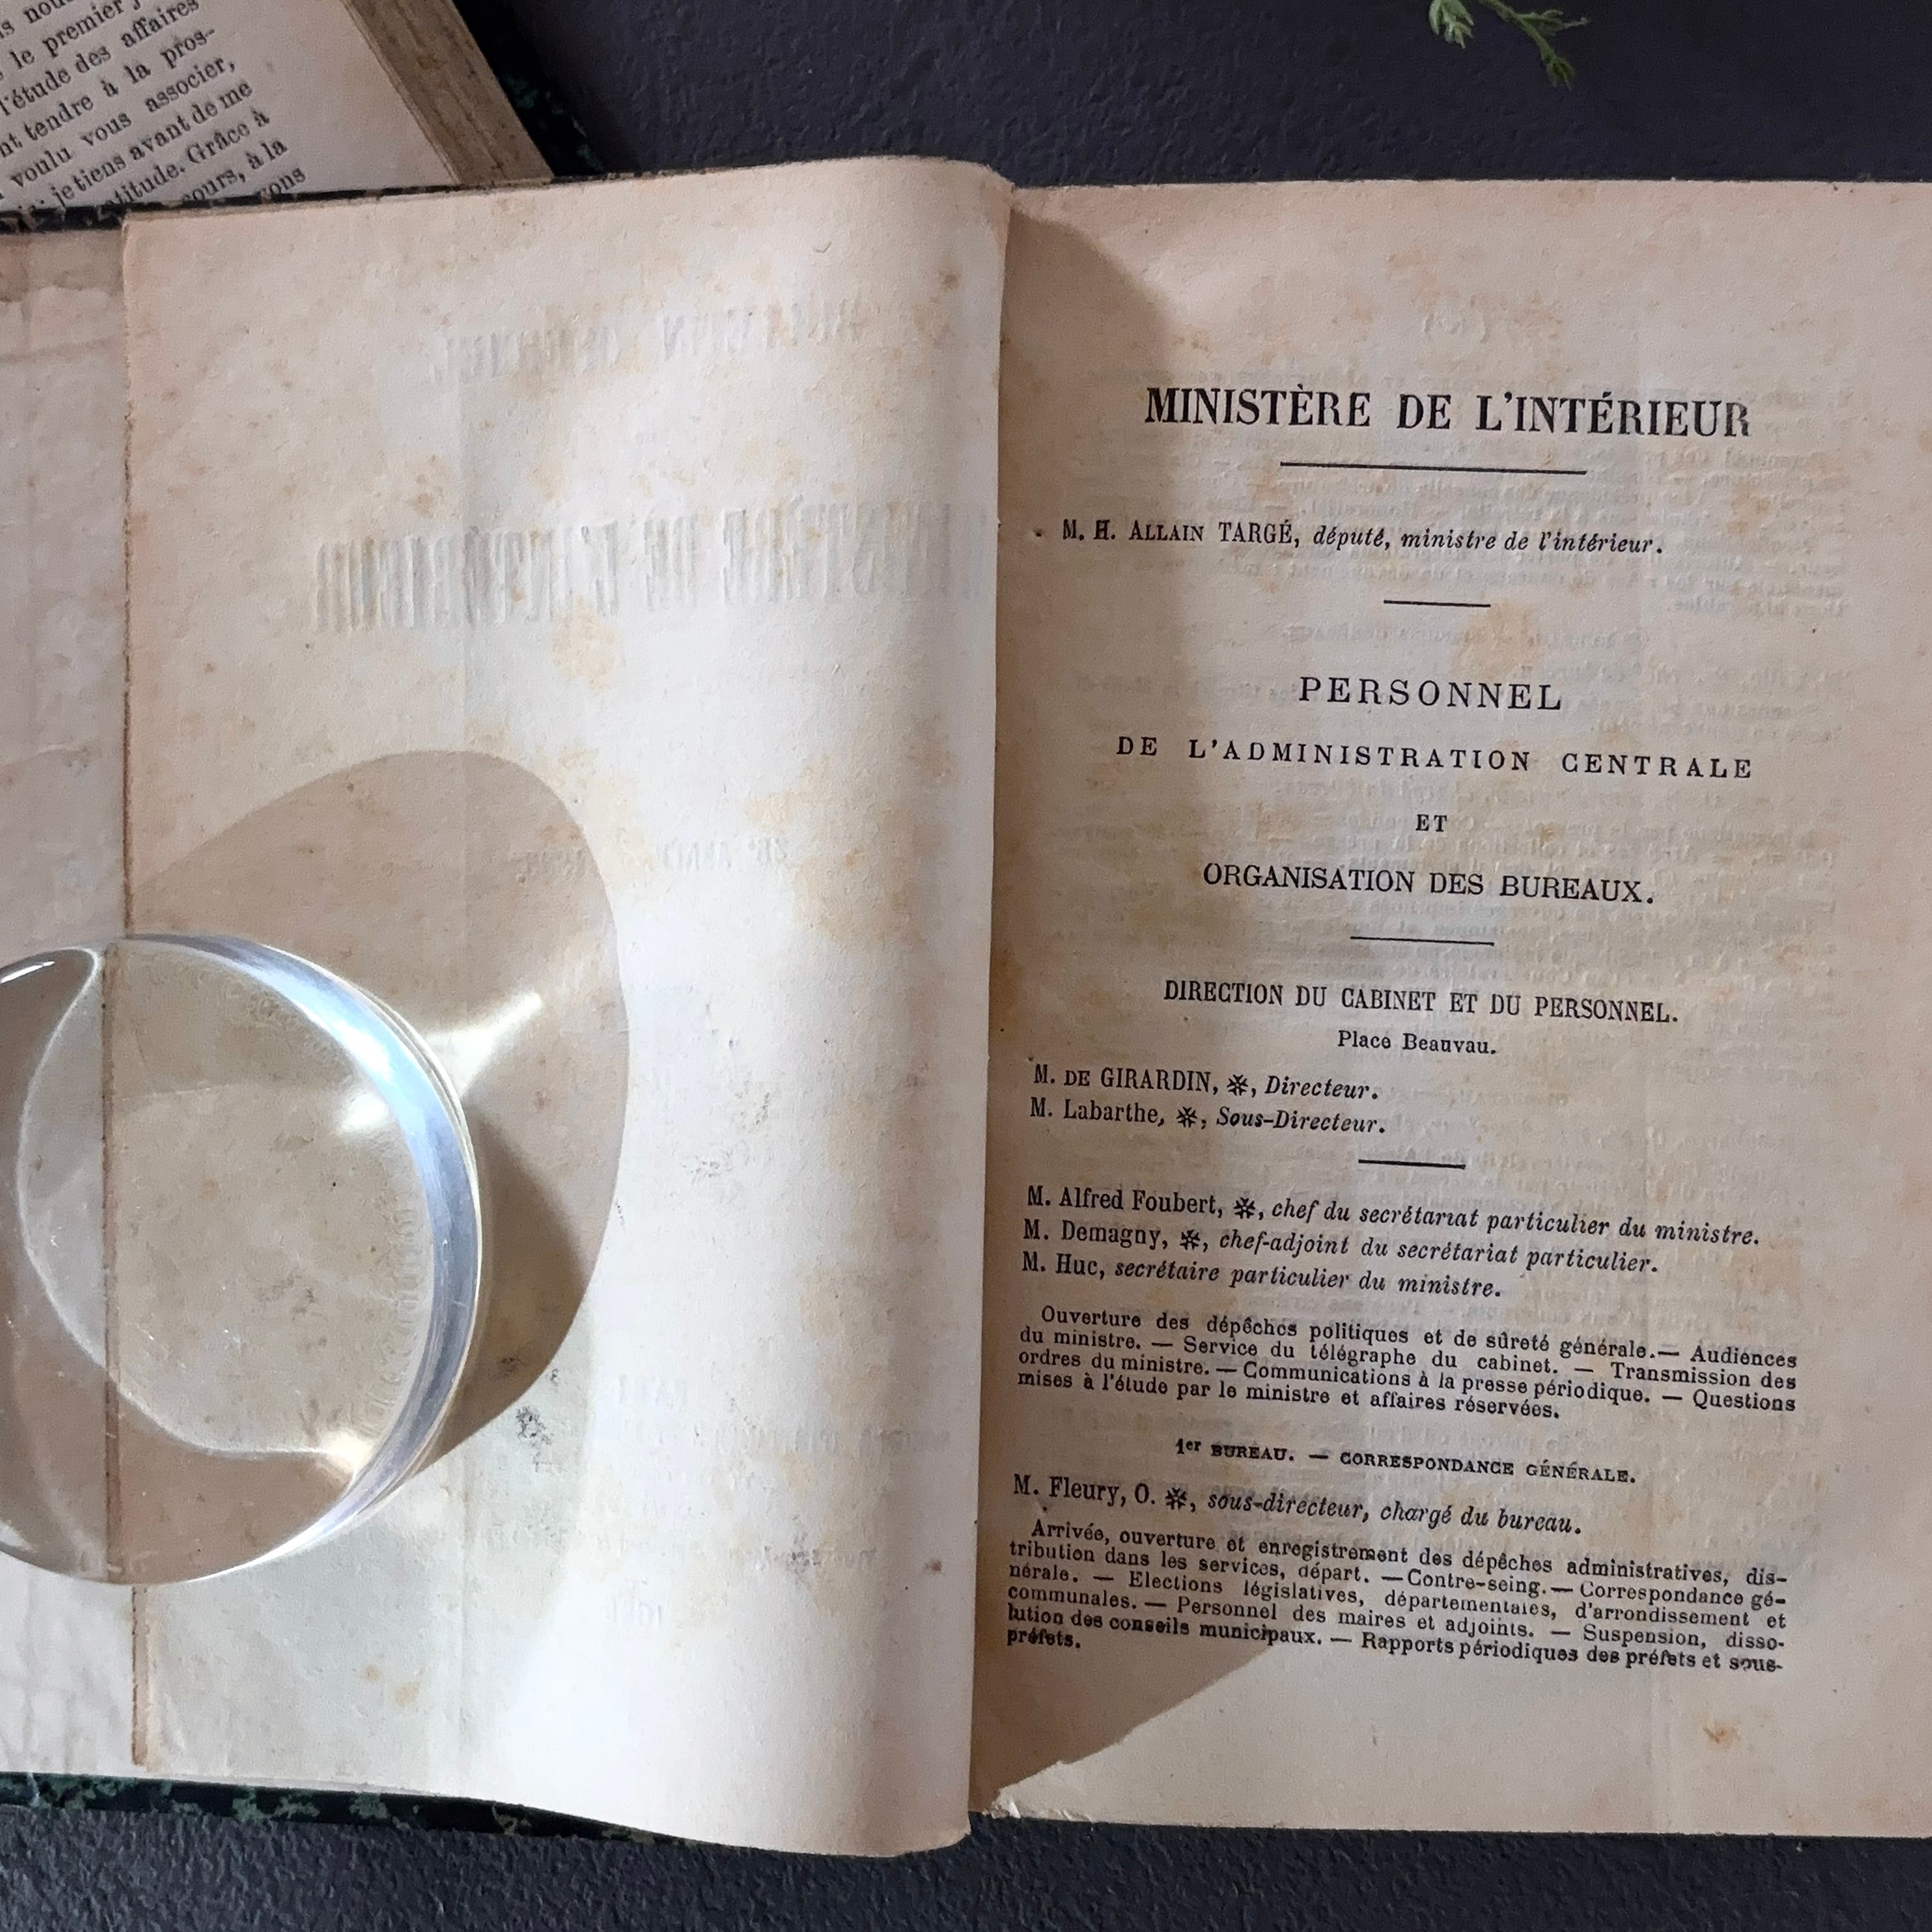 le premier
l'étude des affaires
nt tendre à la pros-
voulu vous associer,
je tiens avant de me
titude. Grâce à
cours, à la
MINISTÈRE DE L'INTÉRIEUR
M. H. ALLAIN TARGÉ, député, ministre de l'intérieur.
PERSONNEL
DE L'ADMINISTRATION CENTRALE
ET
ORGANISATION DES BUREAUX.
DIRECTION DU CABINET ET DU PERSONNEL.
Place Beauvau.
M. DE GIRARDIN, ❋, Directeur.
M. Labarthe, ❋, Sous-Directeur.
M. Alfred Foubert, ❋, chef du secrétariat particulier du ministre.
M. Demagny, ❋, chef-adjoint du secrétariat particulier.
M. Huc, secrétaire particulier du ministre.
Ouverture des dépêches politiques et de sûreté générale. — Audiences
du ministre. — Service du télégraphe du cabinet. — Transmission des
ordres du ministre. — Communications à la presse périodique. — Questions
mises à l'étude par le ministre et affaires réservées.
1er BUREAU. — CORRESPONDANCE GÉNÉRALE.
M. Fleury, O. ❋, sous-directeur, chargé du bureau.
Arrivée, ouverture et enregistrement des dépêches administratives, dis-
tribution dans les services, départ. — Contre-seing. — Correspondance gé-
nérale. — Elections législatives, départementales, d'arrondissement et
communales. — Personnel des maires et adjoints. — Suspension, disso-
lution des conseils municipaux. — Rapports périodiques des préfets et sous-
préfets.